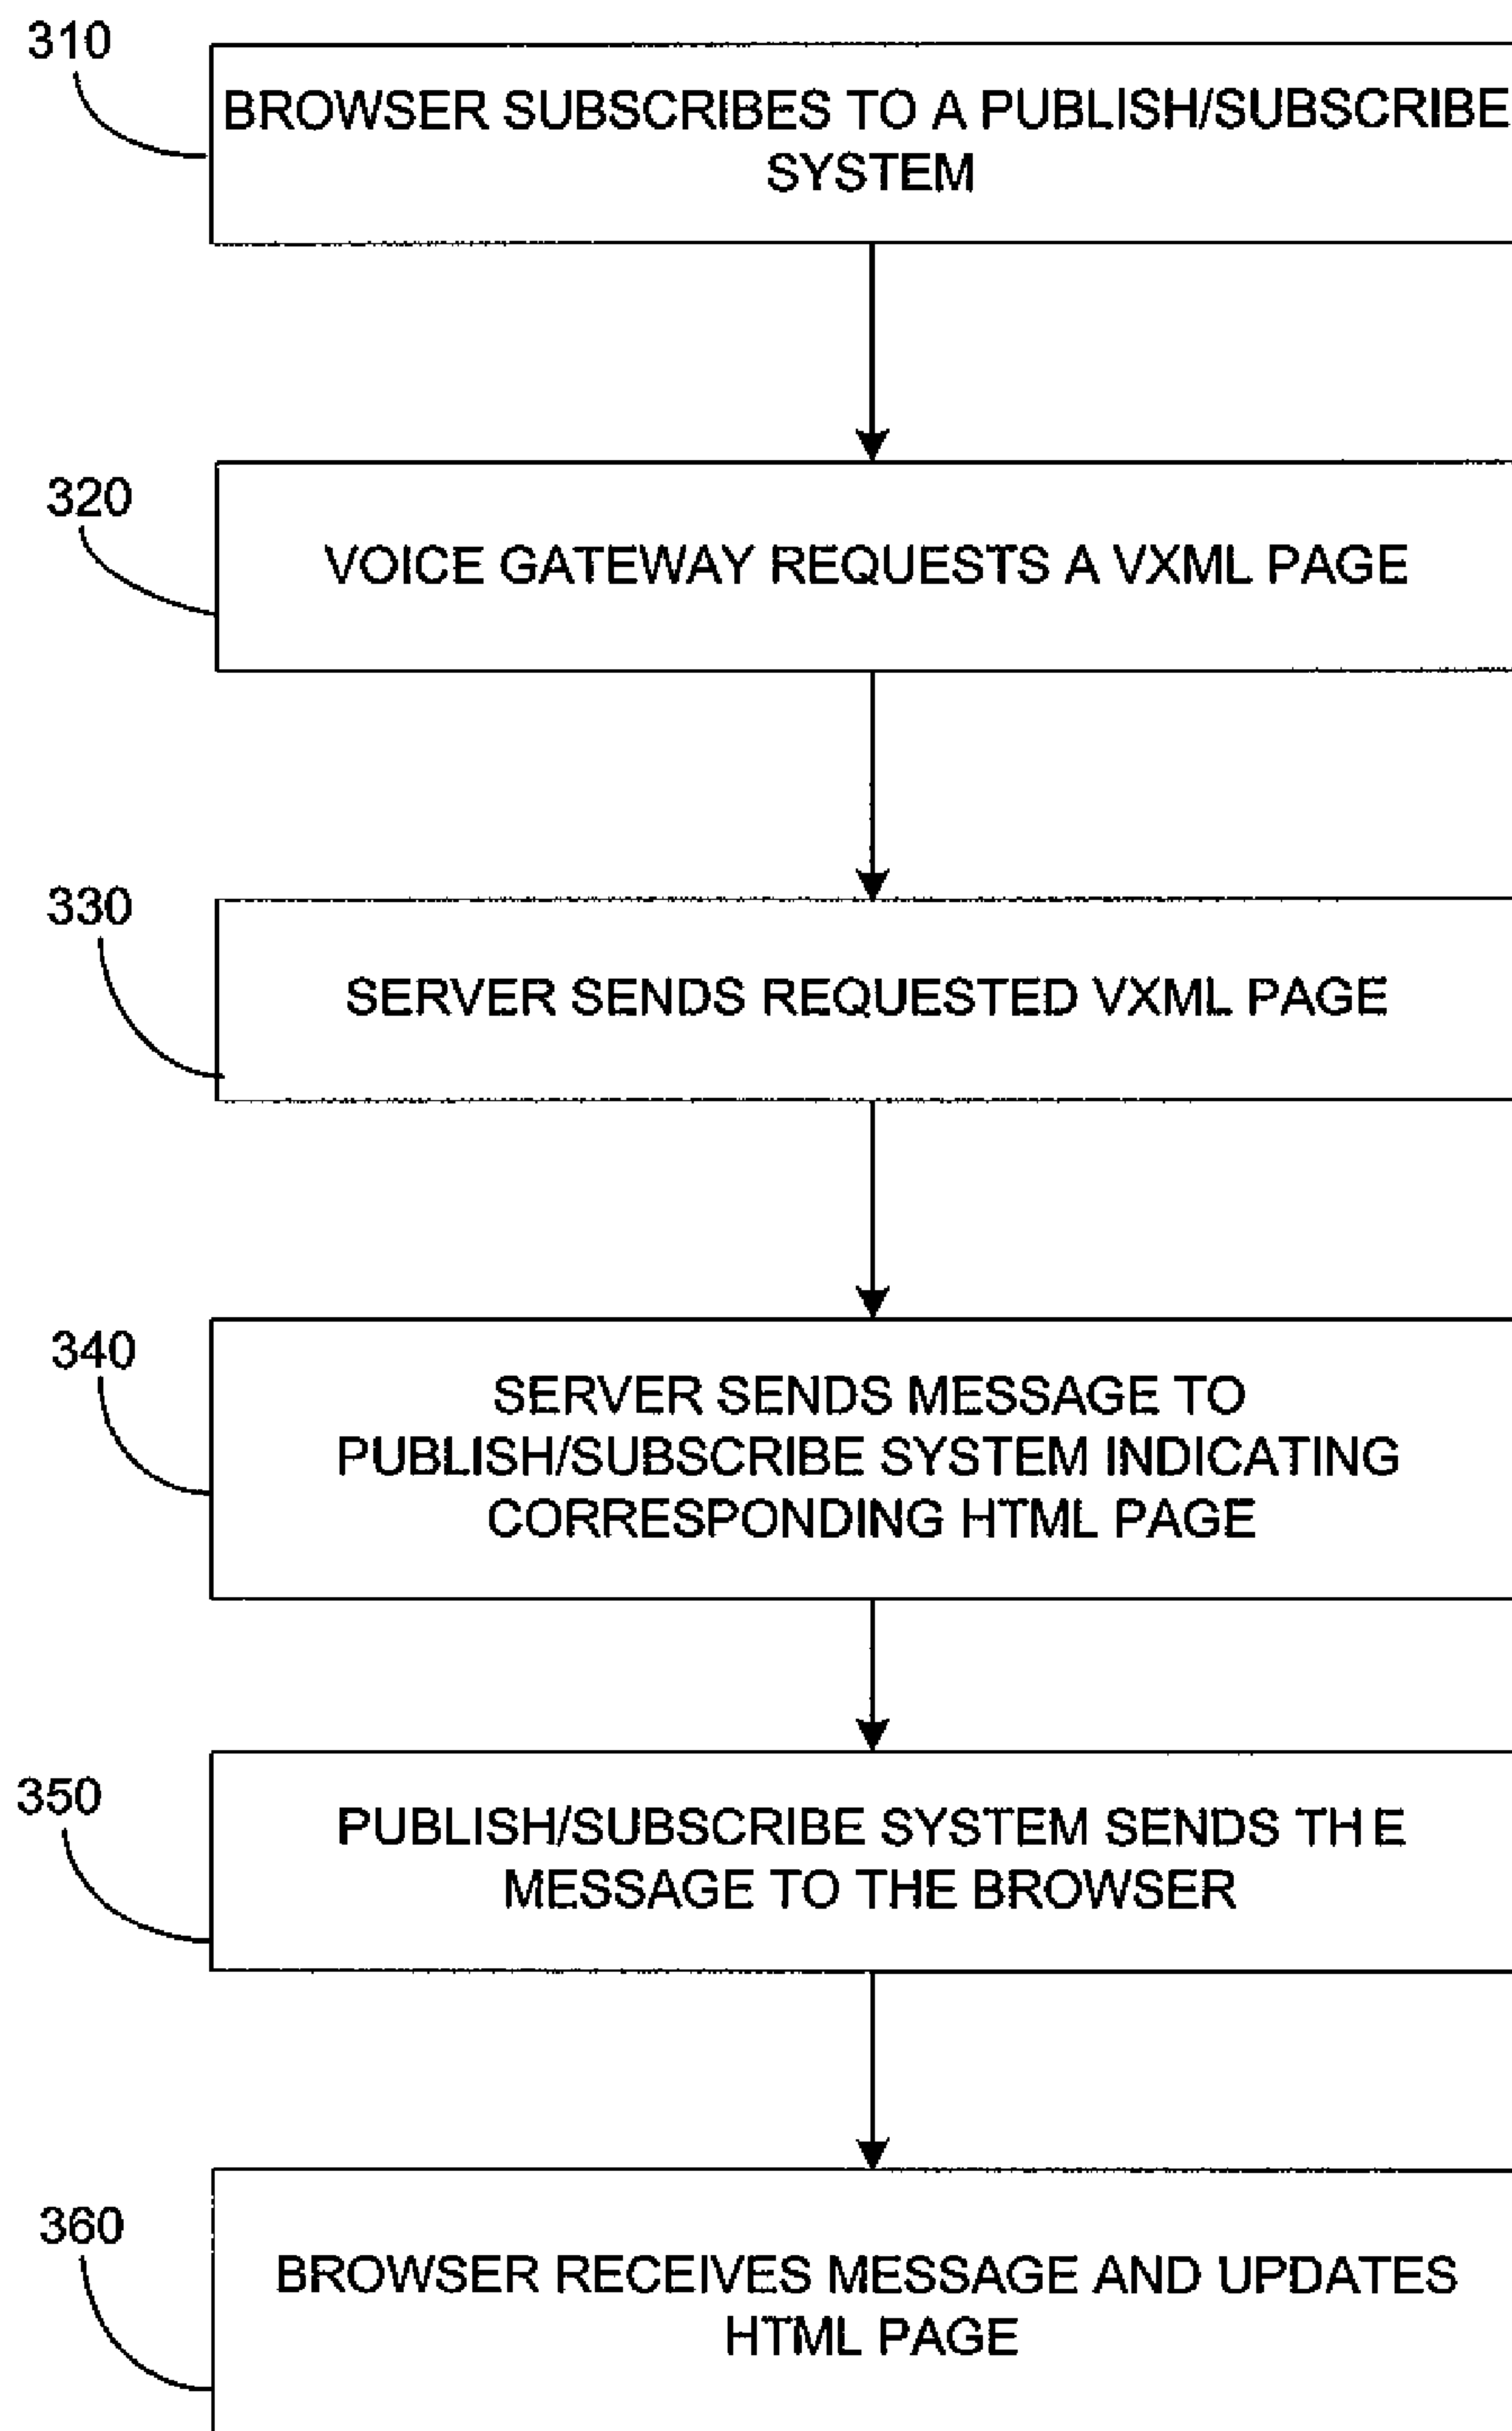 310
BROWSER SUBSCRIBES TO A PUBLISH/SUBSCRIBE
SYSTEM
320
VOICE GATEWAY REQUESTS A VXML PAGE
330
SERVER SENDS REQUESTED VXML PAGE
340
SERVER SENDS MESSAGE TO
PUBLISH/SUBSCRIBE SYSTEM INDICATING
CORRESPONDING HTML PAGE
350
PUBLISH/SUBSCRIBE SYSTEM SENDS THE
MESSAGE TO THE BROWSER
360
BROWSER RECEIVES MESSAGE AND UPDATES
HTML PAGE